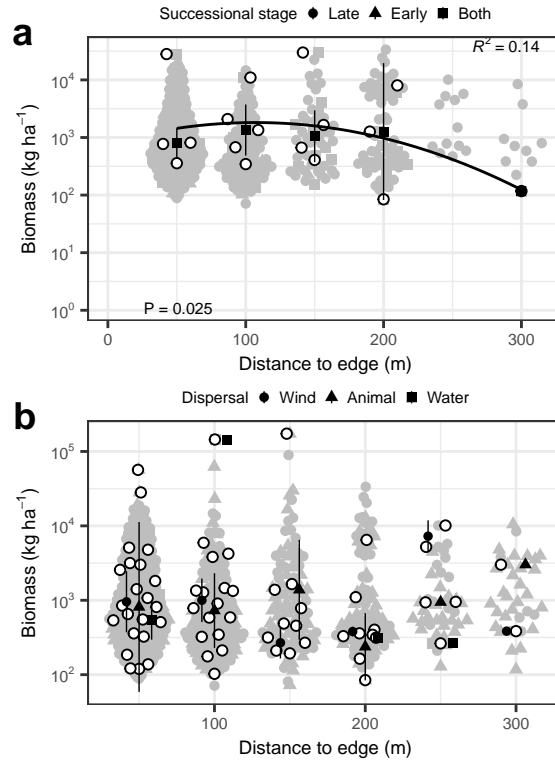 Successional stage ● Late ▲ Early ■ Both
a
R² = 0.14
10⁴
10³
10²
10¹
10⁰
Biomass (kg ha⁻¹)
P = 0.025
0 100 200 300
Distance to edge (m)
Dispersal ● Wind ▲ Animal ■ Water
b
10⁵
10⁴
10³
10²
Biomass (kg ha⁻¹)
100 200 300
Distance to edge (m)